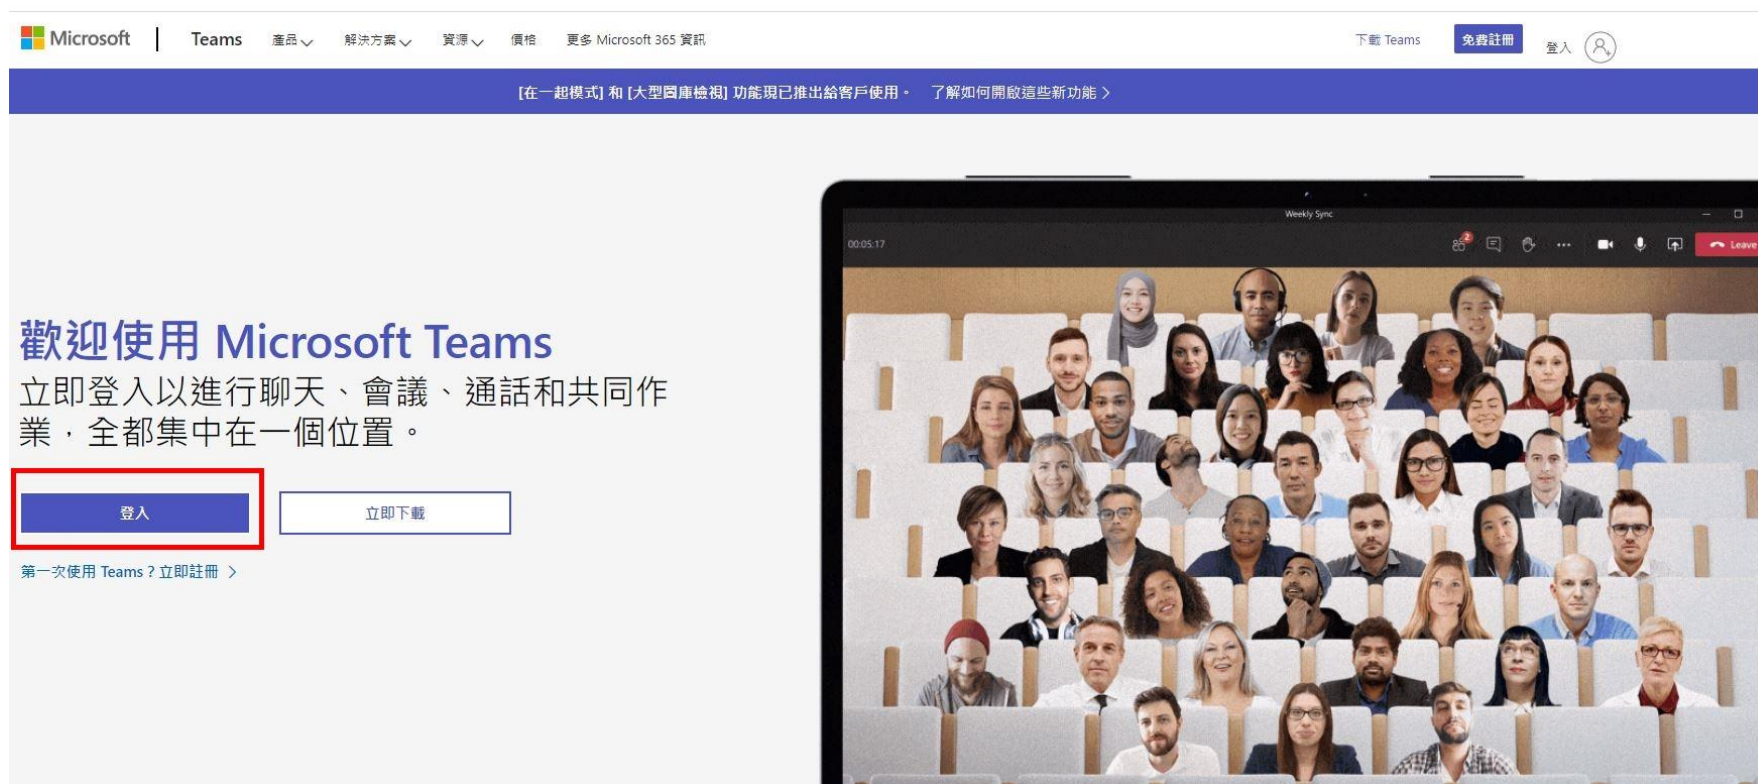 Microsoft | Teams 產品 解決方案 資源 價格 更多 Microsoft 365 資訊 下載 Teams 免費註冊 登入
[在一起模式] 和 [大型圖庫檢視] 功能現已推出給客戶使用。 了解如何開啟這些新功能 >
Weekly Sync
00:05:17 2 ... Leave
歡迎使用 Microsoft Teams
立即登入以進行聊天、會議、通話和共同作
業，全都集中在一個位置。
登入 立即下載
第一次使用 Teams？立即註冊 >